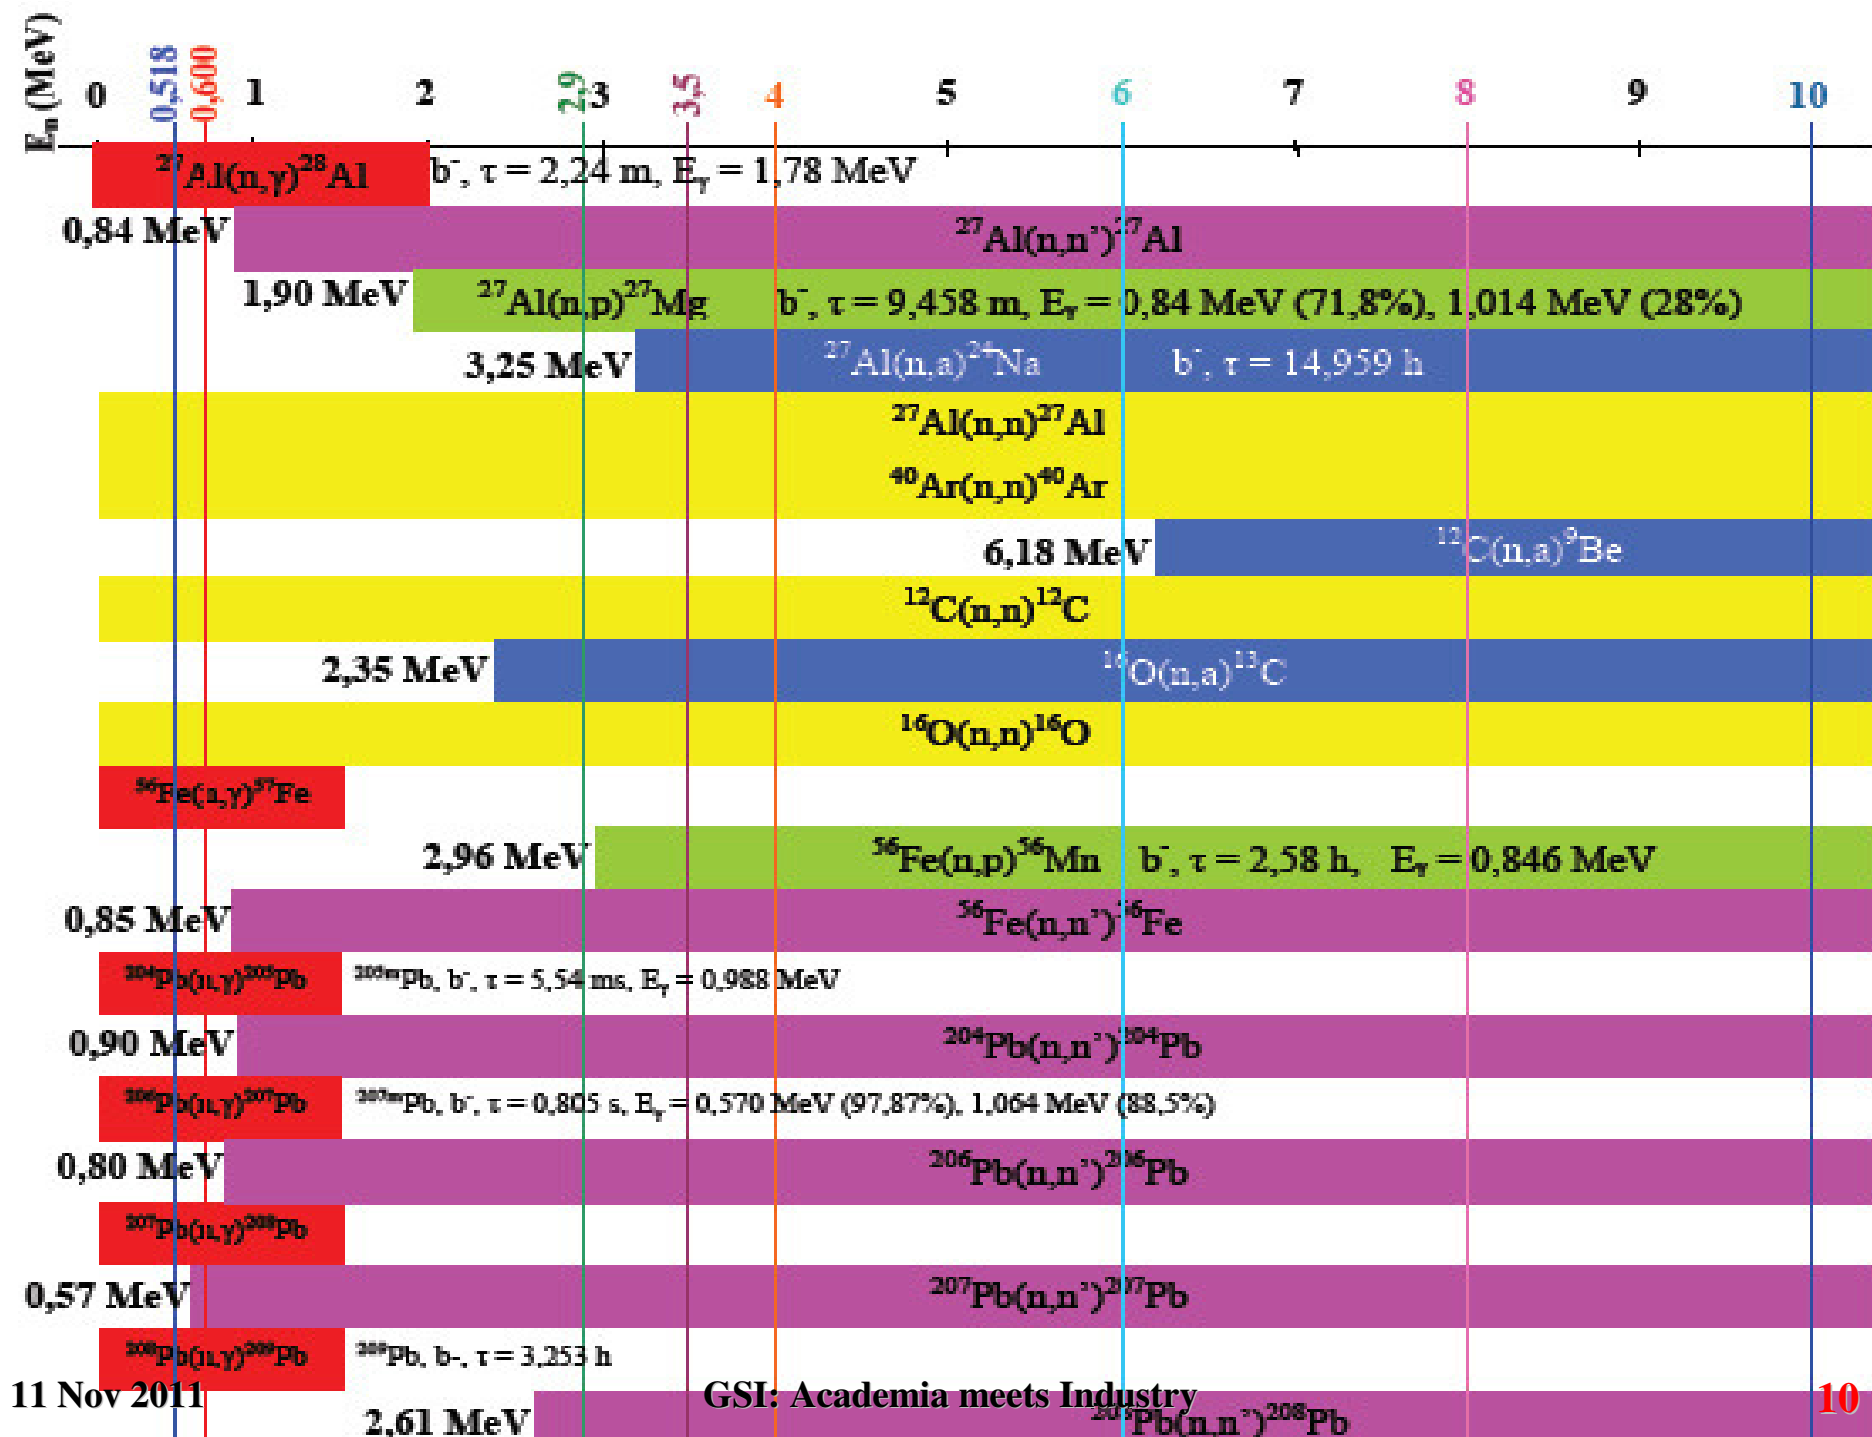 Eₙ (MeV) 0 0,518 0,600 1 2 2,9 3 3,5 4 5 6 7 8 9 10
²⁷Al(n,γ)²⁸Al b⁻, τ = 2,24 m, Eᵧ = 1,78 MeV
0,84 MeV ²⁷Al(n,n')²⁷Al
1,90 MeV ²⁷Al(n,p)²⁷Mg b⁻, τ = 9,458 m, Eᵧ = 0,84 MeV (71,8%), 1,014 MeV (28%)
3,25 MeV ²⁷Al(n,a)²⁴Na b⁻, τ = 14,959 h
²⁷Al(n,n)²⁷Al
⁴⁰Ar(n,n)⁴⁰Ar
6,18 MeV ¹²C(n,a)⁹Be
¹²C(n,n)¹²C
2,35 MeV ¹⁶O(n,a)¹³C
¹⁶O(n,n)¹⁶O
⁵⁶Fe(n,γ)⁵⁷Fe
2,96 MeV ⁵⁶Fe(n,p)⁵⁶Mn b⁻, τ = 2,58 h, Eᵧ = 0,846 MeV
0,85 MeV ⁵⁶Fe(n,n')⁵⁶Fe
²⁰⁴Pb(n,γ)²⁰⁵Pb ²⁰⁵ᵐPb, b⁻, τ = 5,54 ms, Eᵧ = 0,988 MeV
0,90 MeV ²⁰⁴Pb(n,n')²⁰⁴Pb
²⁰⁶Pb(n,γ)²⁰⁷Pb ²⁰⁷ᵐPb, b⁻, τ = 0,805 s, Eᵧ = 0,570 MeV (97,87%), 1,064 MeV (88,5%)
0,80 MeV ²⁰⁶Pb(n,n')²⁰⁶Pb
²⁰⁷Pb(n,γ)²⁰⁸Pb
0,57 MeV ²⁰⁷Pb(n,n')²⁰⁷Pb
²⁰⁸Pb(n,γ)²⁰⁹Pb ²⁰⁹Pb, b-, τ = 3,253 h
11 Nov 2011 GSI: Academia meets Industry 10
2,61 MeV ²⁰⁸Pb(n,n')²⁰⁸Pb